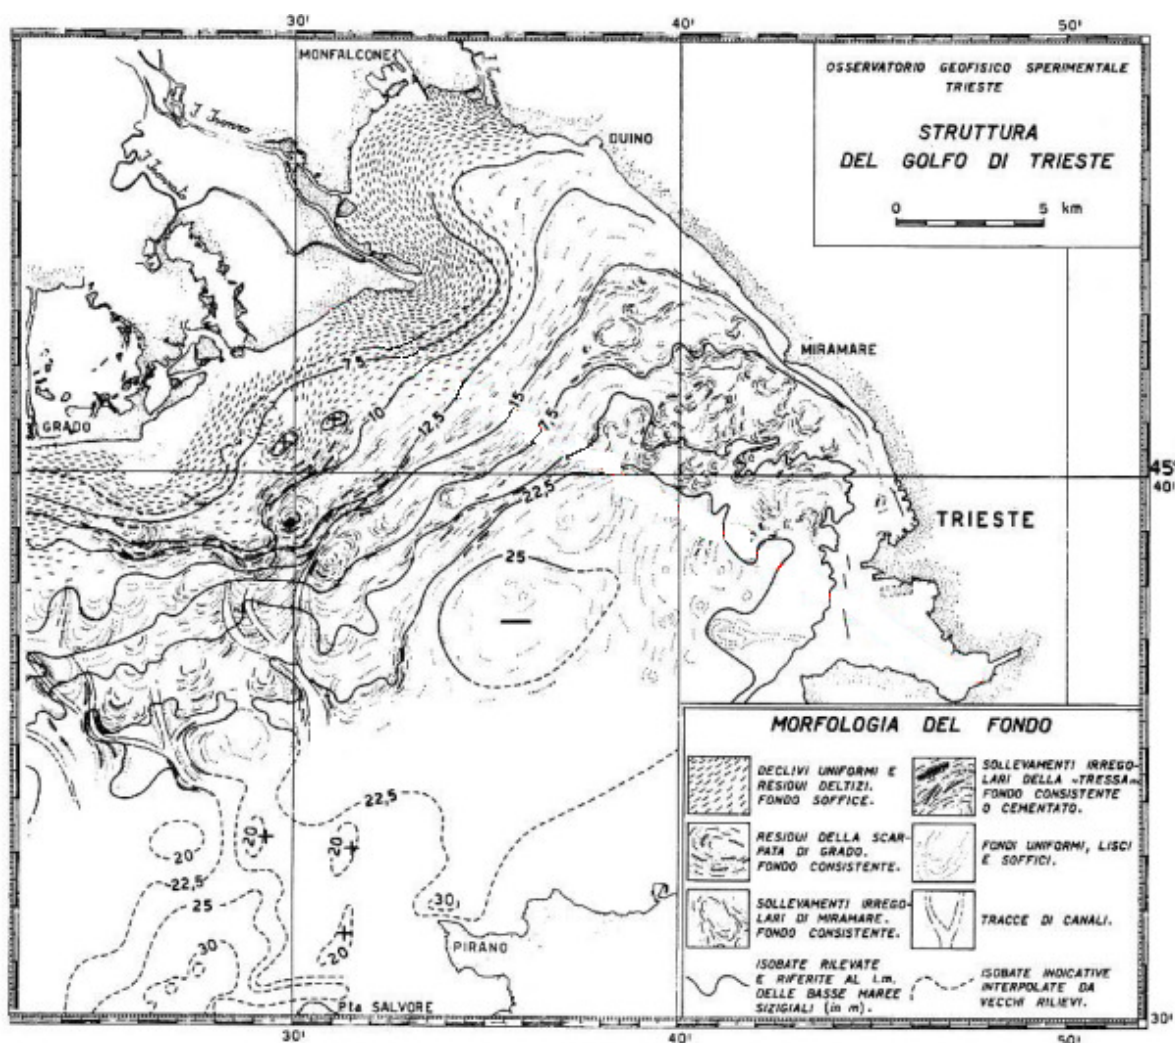 30'
40'
50'
MONFALCONE
DUINO
OSSERVATORIO GEOFISICO SPERIMENTALE
TRIESTE
STRUTTURA
DEL GOLFO DI TRIESTE
0 5 km
MIRAMARE
GRADO
7,5
10
12,5
15
22,5
45°
40'
TRIESTE
25
MORFOLOGIA DEL FONDO
DECLIVI UNIFORMI E
RESIDUI DELTIZI.
FONDO SOFFICE.
SOLLEVAMENTI IRREGO-
LARI DELLA «TRESSA».
FONDO CONSISTENTE
O CEMENTATO.
RESIDUI DELLA SCAR-
PATA DI GRADO.
FONDO CONSISTENTE.
FONDI UNIFORMI, LISCI
E SOFFICI.
SOLLEVAMENTI IRREGO-
LARI DI MIRAMARE.
FONDO CONSISTENTE.
TRACCE DI CANALI.
ISOBATE RILEVATE
E RIFERITE AL l.m.
DELLE BASSE MAREE
SIZIGIALI (in m).
ISOBATE INDICATIVE
INTERPOLATE DA
VECCHI RILIEVI.
22,5
20
20
20
22,5
25
30
30
20
PIRANO
Pta SALVORE
30'
40'
50'
30'